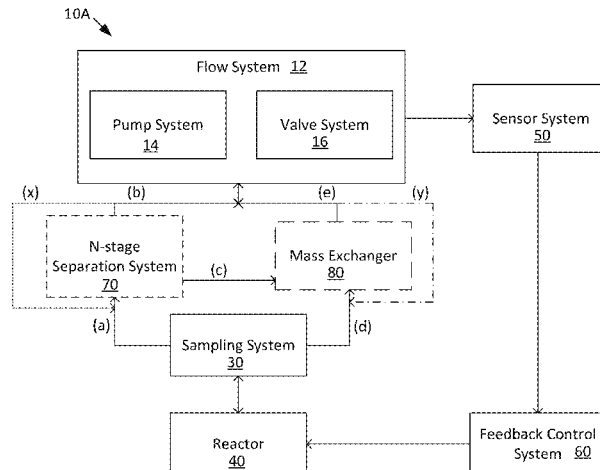 10A
Flow System 12
Pump System
14
Valve System
16
Sensor System
50
(x)
(b)
(e)
(y)
N-stage
Separation System
70
(c)
Mass Exchanger
80
(a)
(d)
Sampling System
30
Reactor
40
Feedback Control
System 60